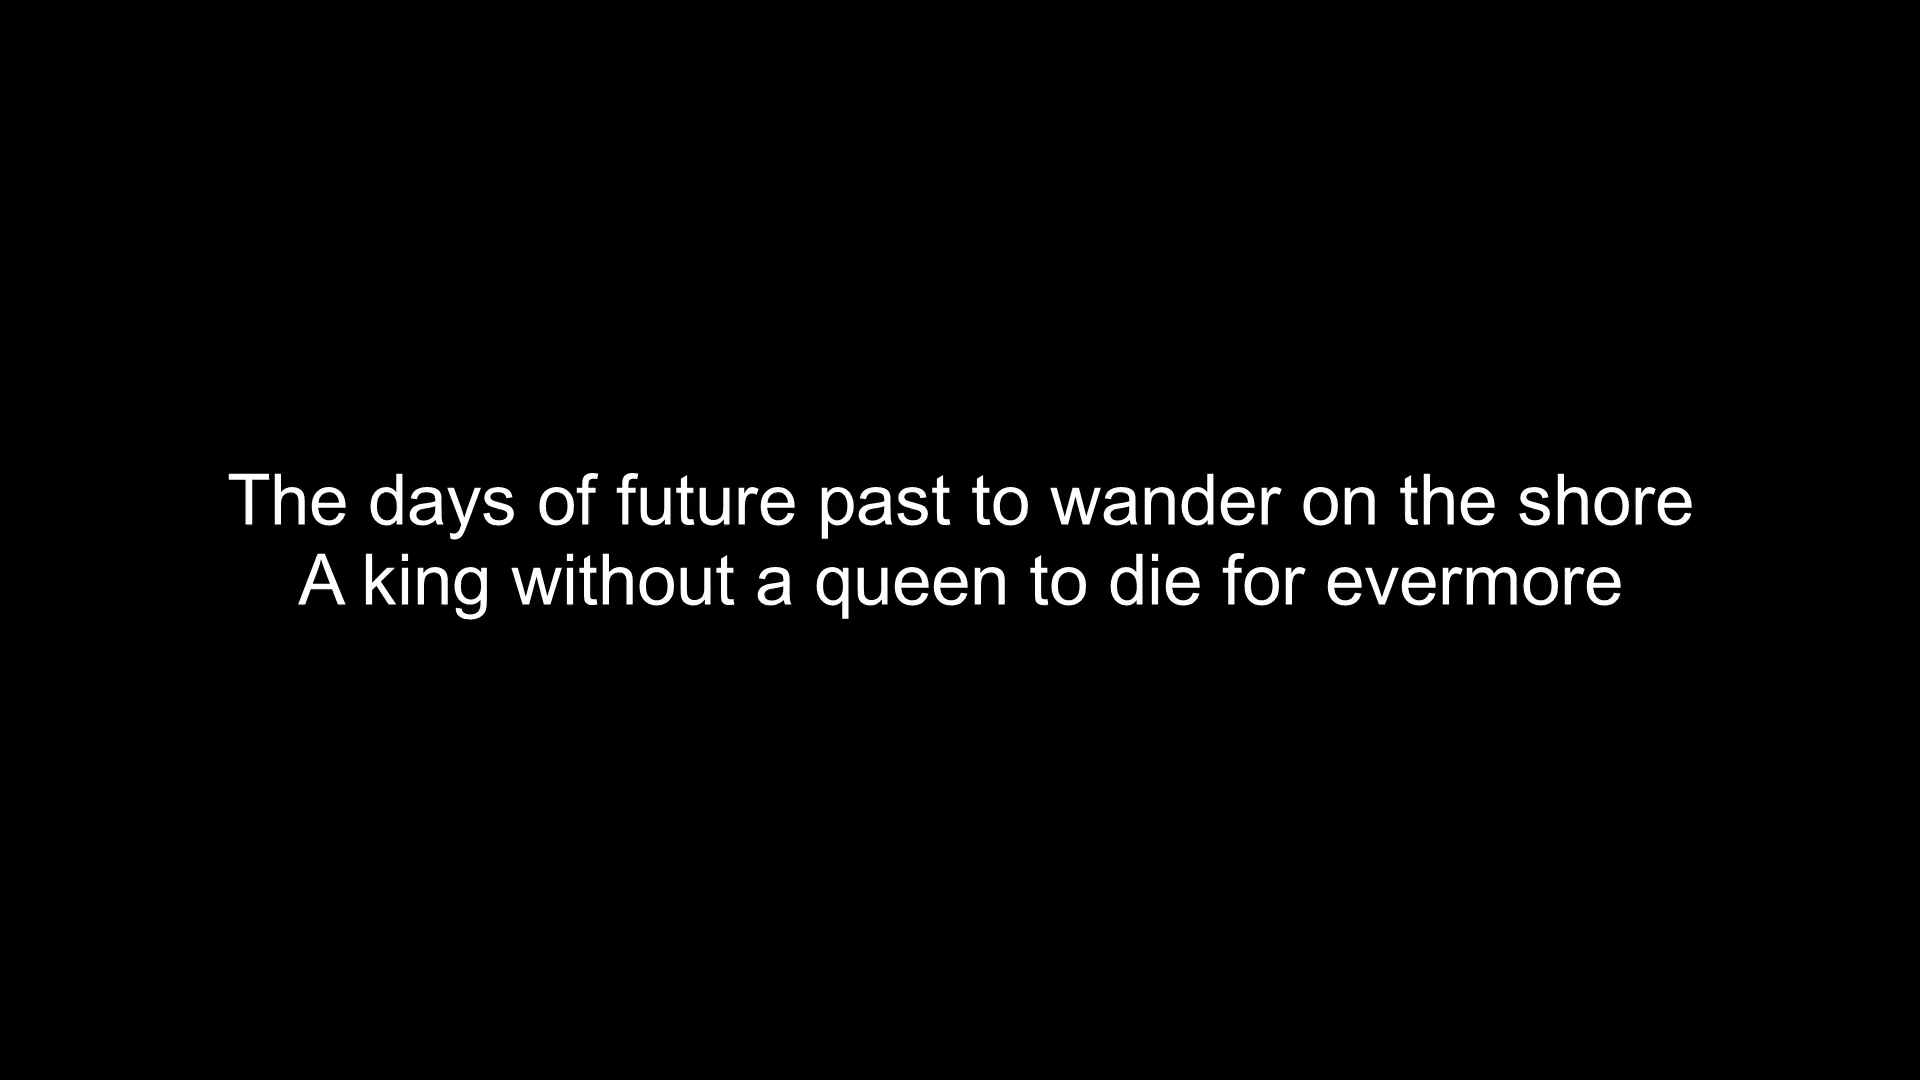 The days of future past to wander on the shore
A king without a queen to die for evermore